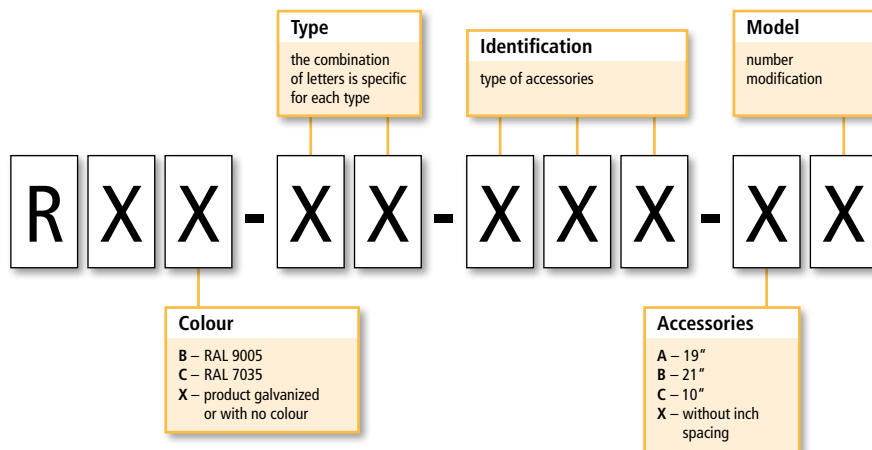 Type
the combination
of letters is specific
for each type
Identification
type of accessories
Model
number
modification
R X X - X X - X X X - X X
Colour
B – RAL 9005
C – RAL 7035
X – product galvanized
or with no colour
Accessories
A – 19“
B – 21“
C – 10“
X – without inch
spacing